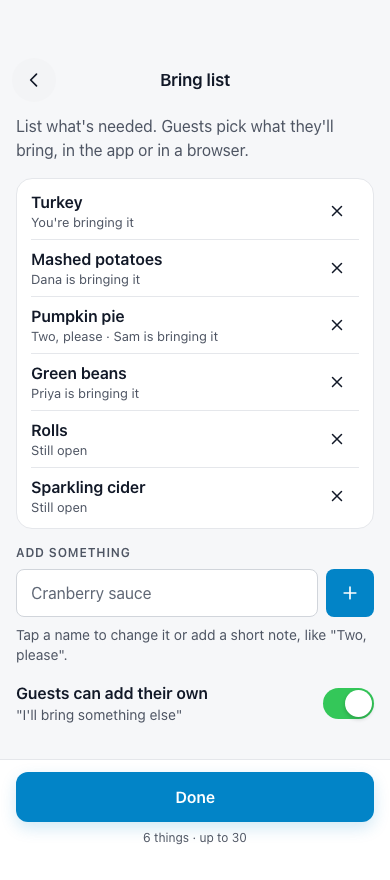 Bring list
List what's needed. Guests pick what they'll
bring, in the app or in a browser.
Turkey
You're bringing it
Mashed potatoes
Dana is bringing it
Pumpkin pie
Two, please · Sam is bringing it
Green beans
Priya is bringing it
Rolls
Still open
Sparkling cider
Still open
ADD SOMETHING
Cranberry sauce
Tap a name to change it or add a short note, like "Two,
please".
Guests can add their own
"I'll bring something else"
Done
6 things · up to 30